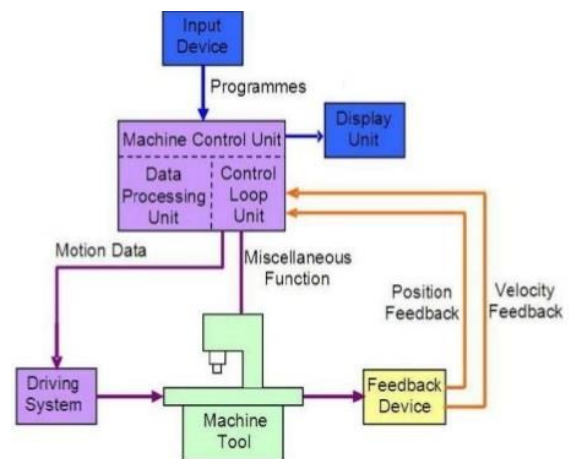 Input
Device
Programmes
Machine Control Unit
Display
Unit
Data
Processing
Unit
Control
Loop
Unit
Motion Data
Miscellaneous
Function
Position
Feedback
Velocity
Feedback
Driving
System
Feedback
Device
Machine
Tool